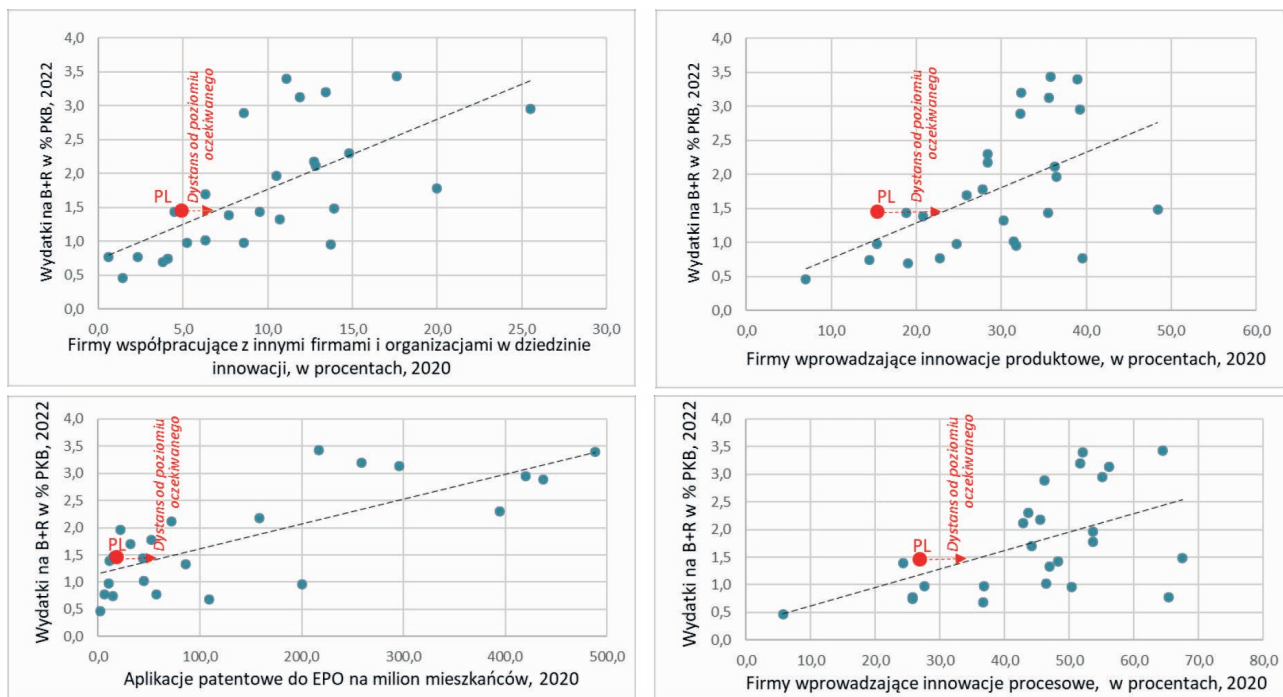 4,0
3,5
3,0
2,5
2,0
1,5
1,0
0,5
0,0
Wydatki na B+R w % PKB, 2022
PL
Dystans od poziomiu
oczekiwanego
0,0 5,0 10,0 15,0 20,0 25,0 30,0
Firmy współpracujące z innymi firmami i organizacjami w dziedzinie
innowacji, w procentach, 2020
4,0
3,5
3,0
2,5
2,0
1,5
1,0
0,5
0,0
Wydatki na B+R w % PKB, 2022
PL
Dystans od poziomiu
oczekiwanego
0,0 10,0 20,0 30,0 40,0 50,0 60,0
Firmy wprowadzające innowacje produktowe, w procentach, 2020
4,0
3,5
3,0
2,5
2,0
1,5
1,0
0,5
0,0
Wydatki na B+R w % PKB, 2022
PL
Dystans od poziomiu
oczekiwanego
0,0 100,0 200,0 300,0 400,0 500,0
Aplikacje patentowe do EPO na milion mieszkańców, 2020
4,0
3,5
3,0
2,5
2,0
1,5
1,0
0,5
0,0
Wydatki na B+R w % PKB, 2022
PL
Dystans od poziomiu
oczekiwanego
0,0 10,0 20,0 30,0 40,0 50,0 60,0 70,0 80,0
Firmy wprowadzające innowacje procesowe, w procentach, 2020